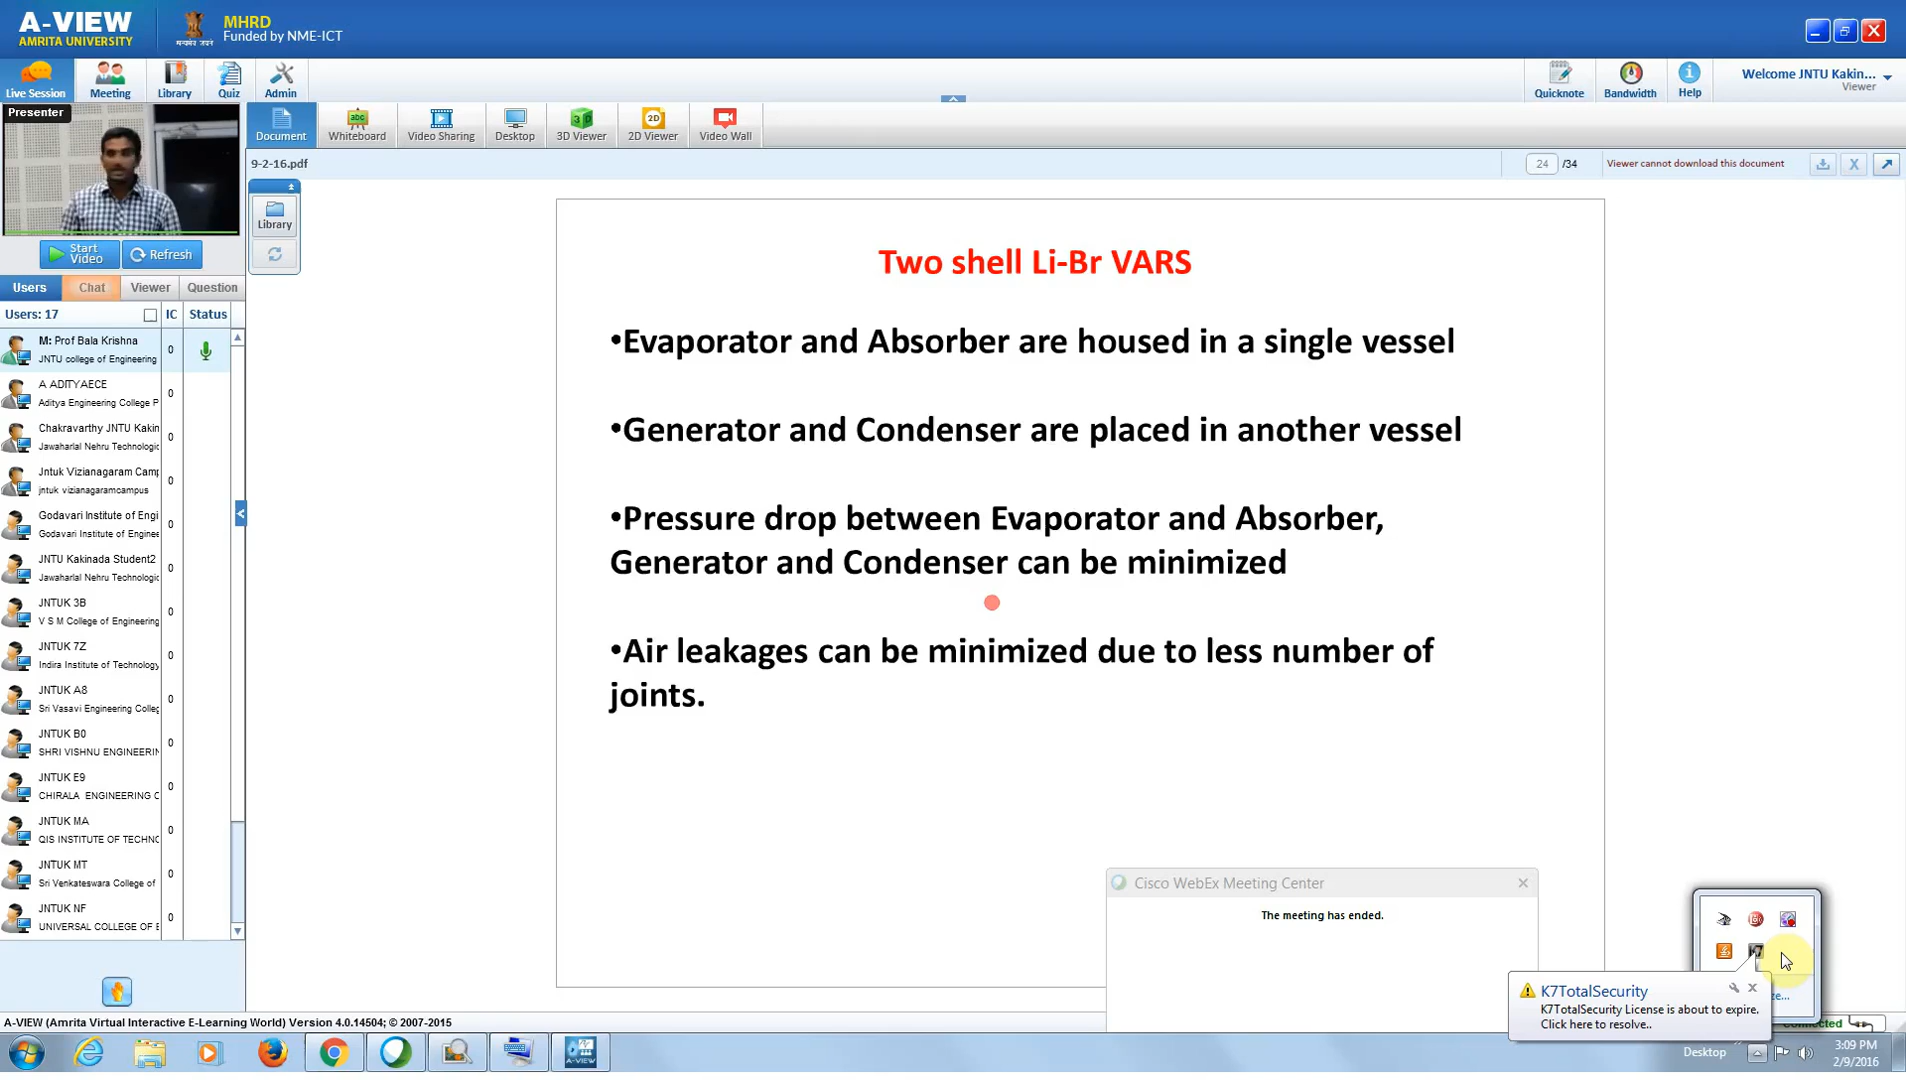 A-VIEW
AMRITA UNIVERSITY
MHRD
Funded by NME-ICT
सत्यमेव जयते
Live Session
Meeting
Library
Quiz
Admin
Quicknote
Bandwidth
Help
Welcome JNTU Kakin...
Viewer
Presenter
Document
Whiteboard
Video Sharing
Desktop
3D Viewer
2D Viewer
Video Wall
9-2-16.pdf
24 /34
Viewer cannot download this document
Library
Start Video
Refresh
Users
Chat
Viewer
Question
Users: 17
IC
Status
M: Prof Bala Krishna
JNTU college of Engineering
0
A ADITYAECE
Aditya Engineering College P
0
Chakravarthy JNTU Kakin
Jawaharlal Nehru Technologic
0
Jntuk Vizianagaram Camp
jntuk vizianagaramcampus
0
Godavari Institute of Engi
Godavari Institute of Enginee
0
JNTU Kakinada Student2
Jawaharlal Nehru Technologic
0
JNTUK 3B
V S M College of Engineering
0
JNTUK 7Z
Indira Institute of Technology
0
JNTUK A8
Sri Vasavi Engineering Colleg
0
JNTUK B0
SHRI VISHNU ENGINEERIN
0
JNTUK E9
CHIRALA ENGINEERING C
0
JNTUK MA
QIS INSTITUTE OF TECHNO
0
JNTUK MT
Sri Venkateswara College of
0
JNTUK NF
UNIVERSAL COLLEGE OF E
0
Two shell Li-Br VARS
•Evaporator and Absorber are housed in a single vessel
•Generator and Condenser are placed in another vessel
•Pressure drop between Evaporator and Absorber,
Generator and Condenser can be minimized
•Air leakages can be minimized due to less number of
joints.
Cisco WebEx Meeting Center
The meeting has ended.
K7TotalSecurity
K7TotalSecurity License is about to expire.
Click here to resolve..
A-VIEW (Amrita Virtual Interactive E-Learning World) Version 4.0.14504; © 2007-2015
A-VIEW
Desktop
3:09 PM
2/9/2016